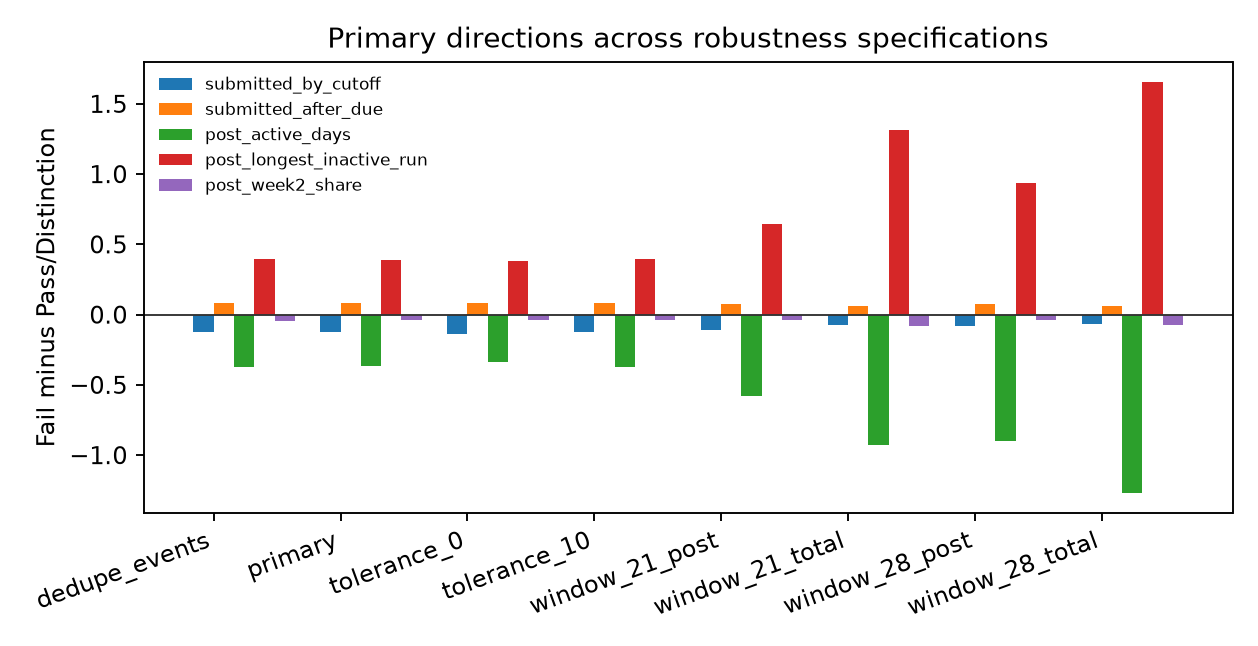 Primary directions across robustness specifications
submitted_by_cutoff
submitted_after_due
post_active_days
post_longest_inactive_run
post_week2_share
Fail minus Pass/Distinction
1.5
1.0
0.5
0.0
−0.5
−1.0
dedupe_events
primary
tolerance_0
tolerance_10
window_21_post
window_21_total
window_28_post
window_28_total